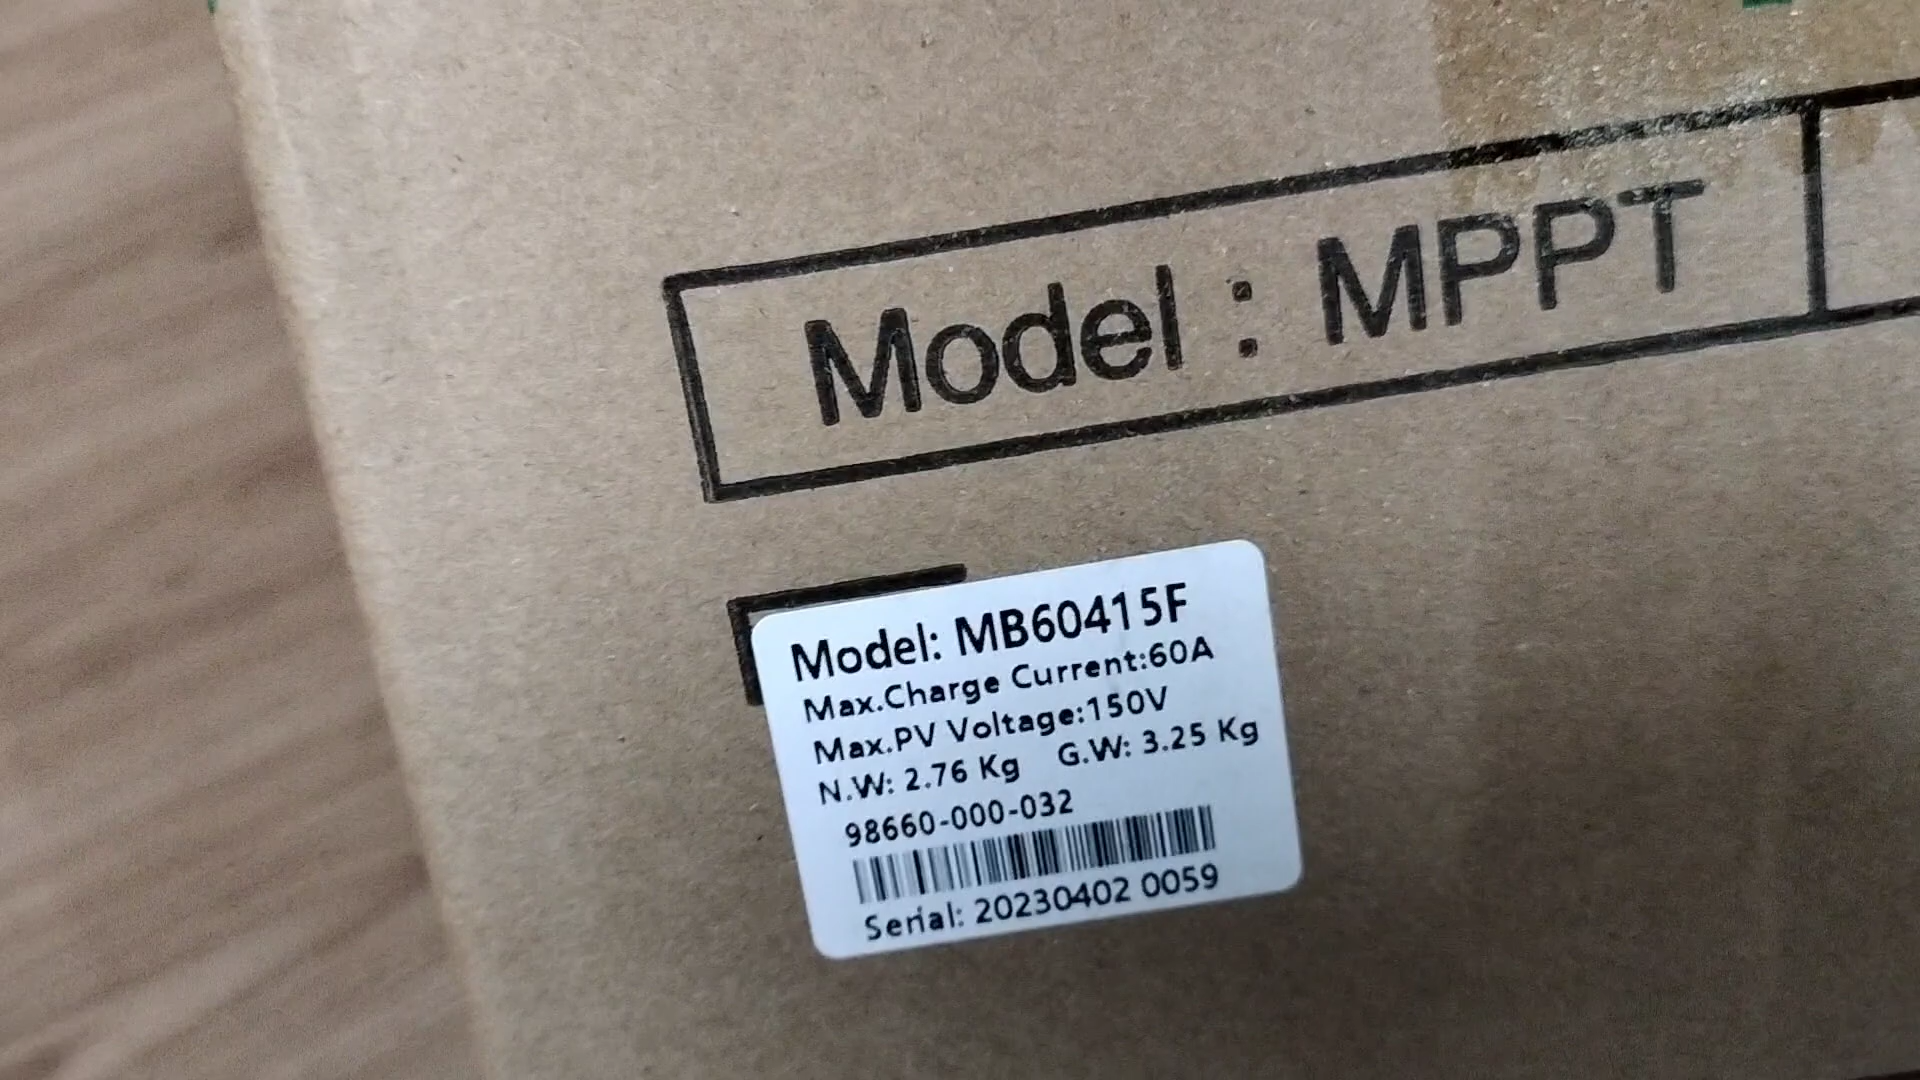 Model : MPPT
Model: MB60415F
Max.Charge Current:60A
Max.PV Voltage:150V
N.W: 2.76 Kg G.W: 3.25 Kg
98660-000-032
Serial: 20230402 0059